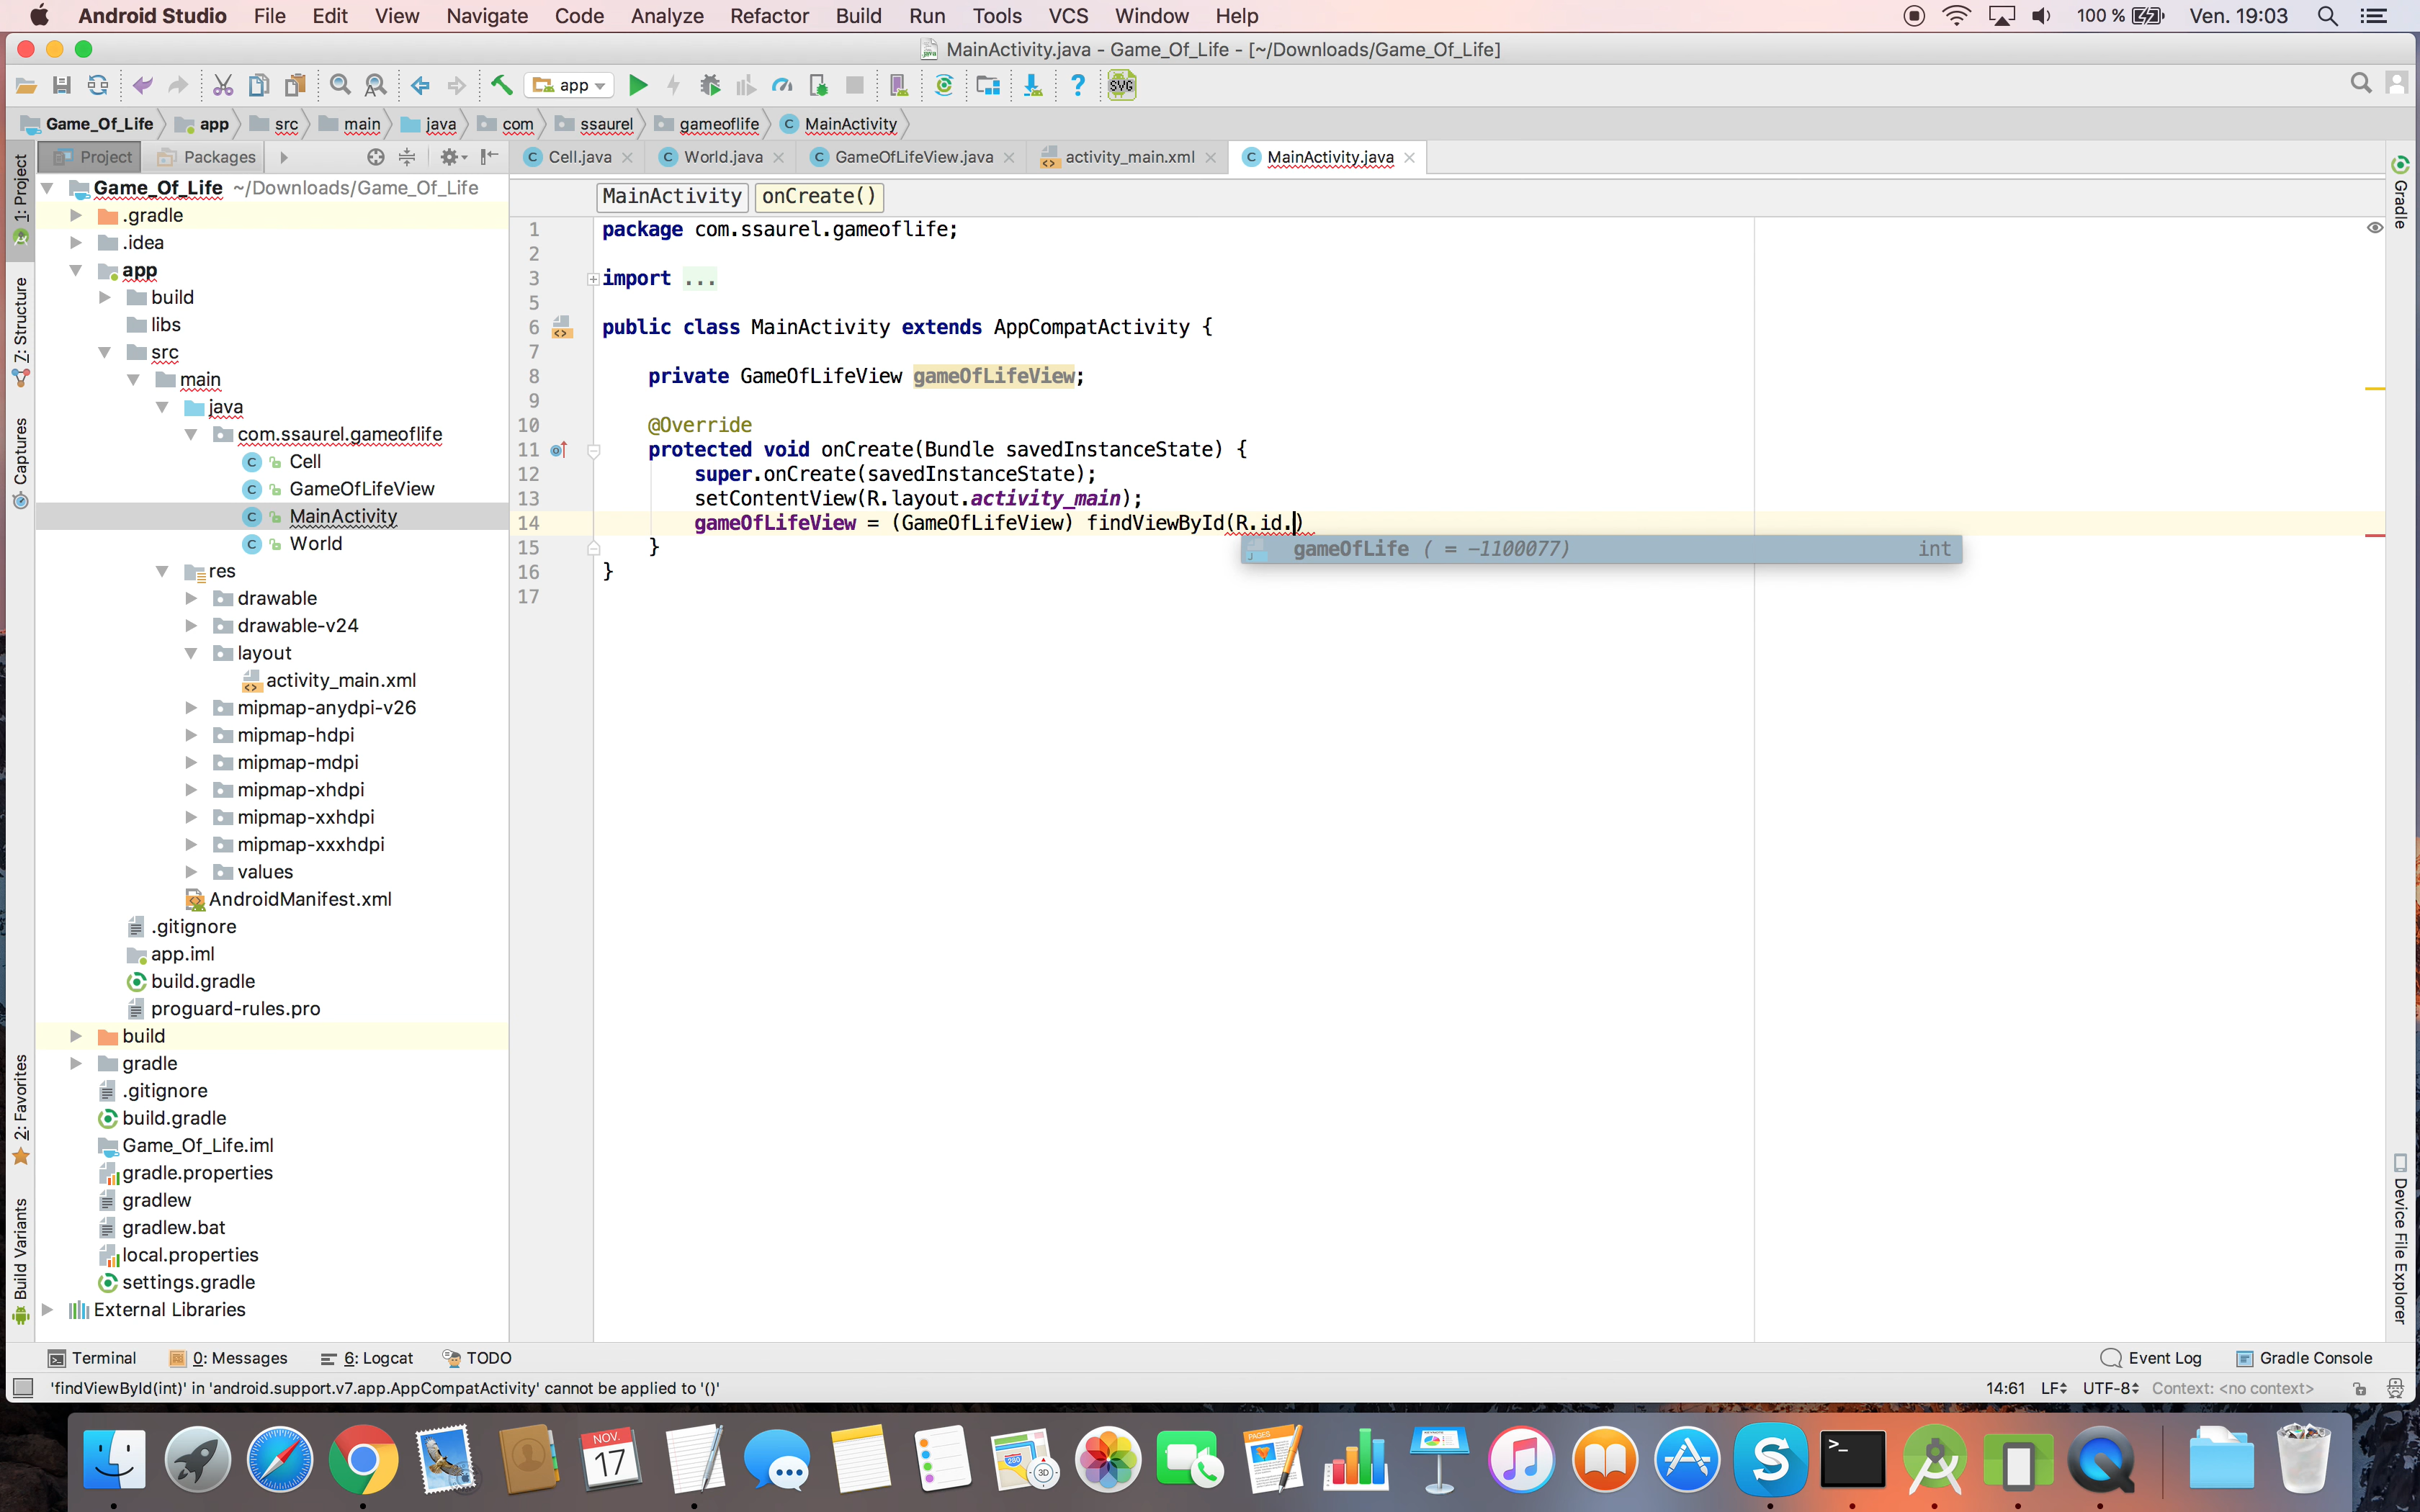 Android Studio File Edit View Navigate Code Analyze Refactor Build Run Tools VCS Window Help 100 % Ven. 19:03
MainActivity.java - Game_Of_Life - [~/Downloads/Game_Of_Life]
app SVG
Game_Of_Life app src main java com ssaurel gameoflife MainActivity
Project Packages Cell.java World.java GameOfLifeView.java activity_main.xml MainActivity.java
MainActivity onCreate()
1: Project
7: Structure
Captures
2: Favorites
Build Variants
Game_Of_Life ~/Downloads/Game_Of_Life
.gradle
.idea
app
build
libs
src
main
java
com.ssaurel.gameoflife
Cell
GameOfLifeView
MainActivity
World
res
drawable
drawable-v24
layout
activity_main.xml
mipmap-anydpi-v26
mipmap-hdpi
mipmap-mdpi
mipmap-xhdpi
mipmap-xxhdpi
mipmap-xxxhdpi
values
AndroidManifest.xml
.gitignore
app.iml
build.gradle
proguard-rules.pro
build
gradle
.gitignore
build.gradle
Game_Of_Life.iml
gradle.properties
gradlew
gradlew.bat
local.properties
settings.gradle
External Libraries
1 package com.ssaurel.gameoflife;
2
3 import ...
5
6 public class MainActivity extends AppCompatActivity {
7
8 private GameOfLifeView gameOfLifeView;
9
10 @Override
11 protected void onCreate(Bundle savedInstanceState) {
12 super.onCreate(savedInstanceState);
13 setContentView(R.layout.activity_main);
14 gameOfLifeView = (GameOfLifeView) findViewById(R.id.)
15 }
gameOfLife ( = -1100077) int
16 }
17
Gradle
Device File Explorer
Terminal 0: Messages 6: Logcat TODO Event Log Gradle Console
'findViewById(int)' in 'android.support.v7.app.AppCompatActivity' cannot be applied to '()' 14:61 LF UTF-8 Context: <no context>
NOV.
17
280
3D
PAGES
>_